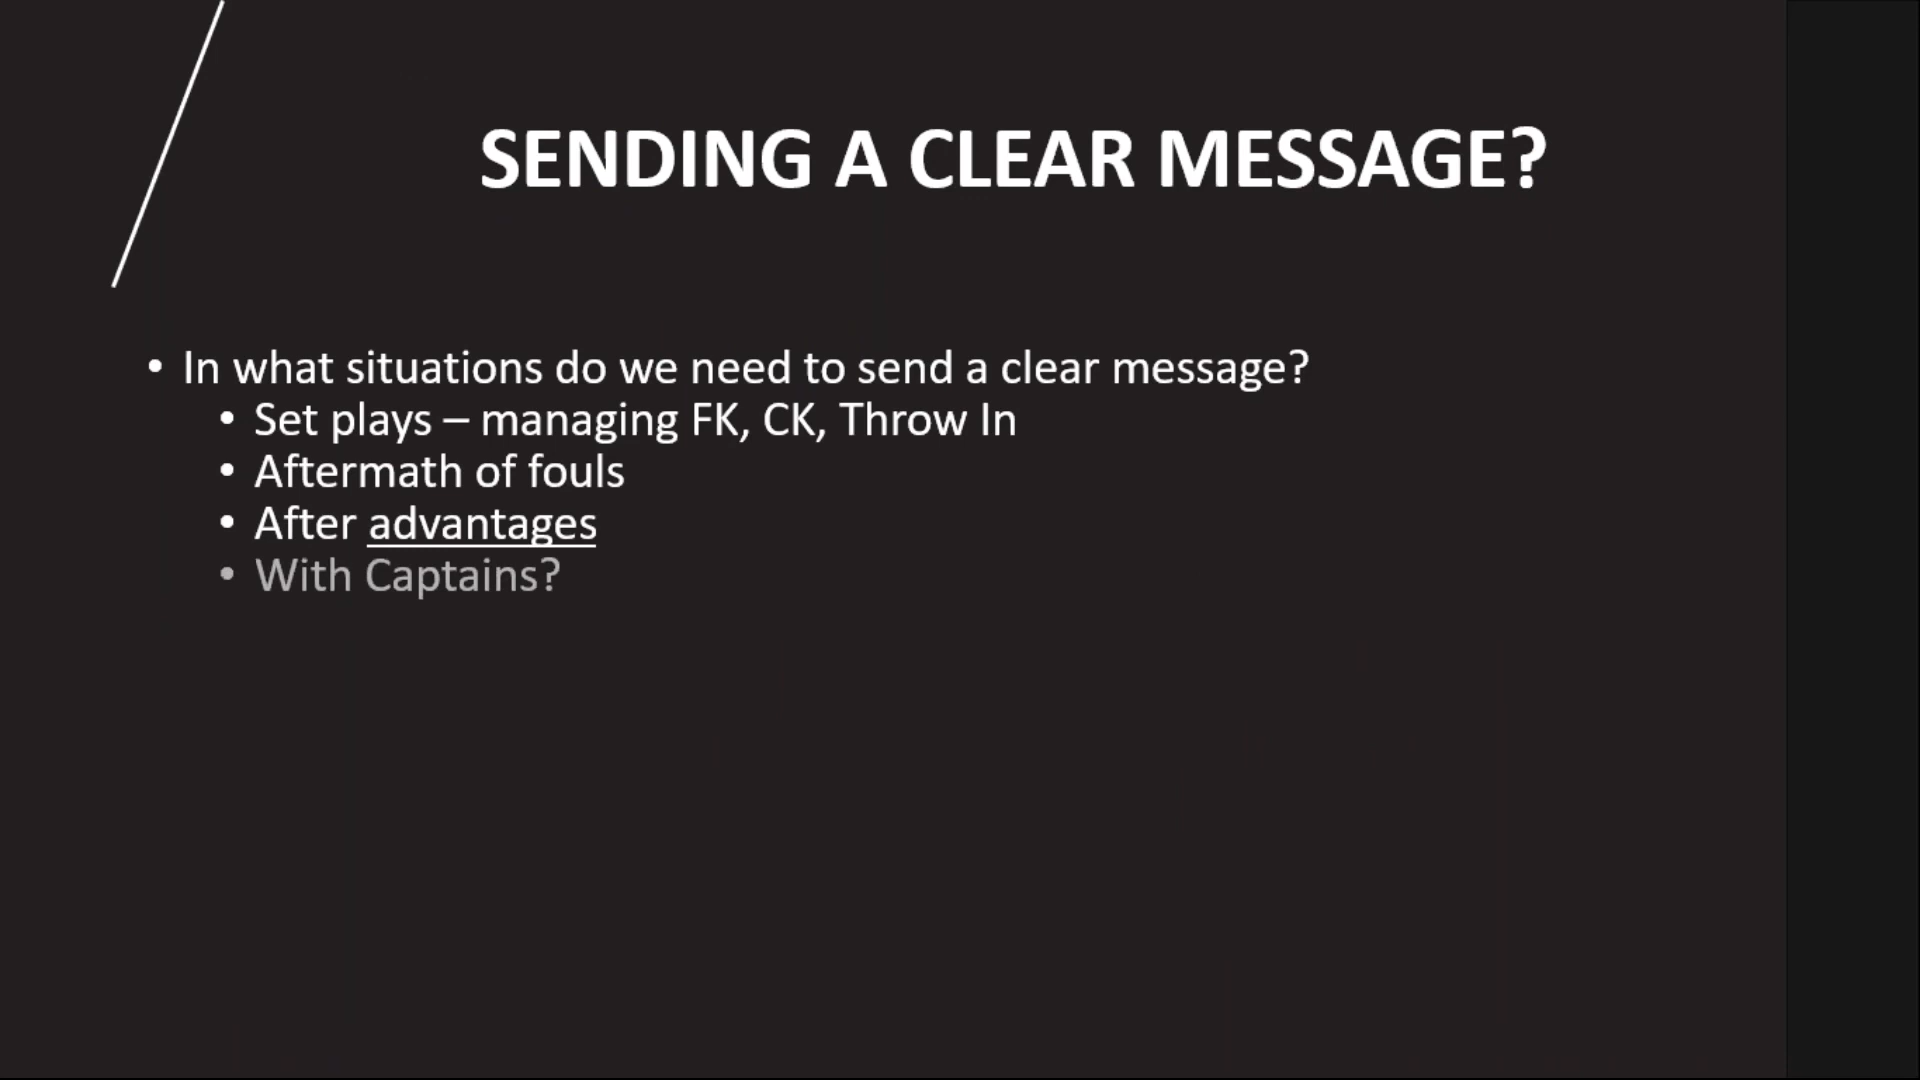 SENDING A CLEAR MESSAGE?
• In what situations do we need to send a clear message?
• Set plays – managing FK, CK, Throw In
• Aftermath of fouls
• After advantages
• With Captains?